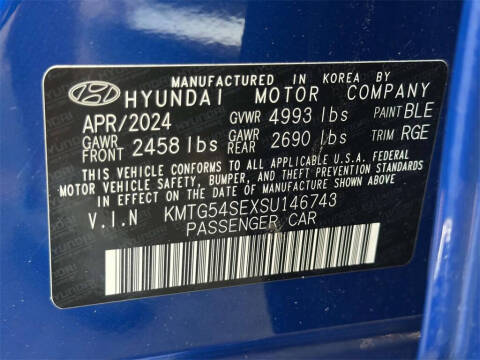 MANUFACTURED IN KOREA BY
HYUNDAI MOTOR COMPANY
APR/2024 GVWR 4993 lbs PAINT BLE
GAWR FRONT 2458 lbs GAWR REAR 2690 lbs TRIM RGE
THIS VEHICLE CONFORMS TO ALL APPLICABLE U.S.A. FEDERAL
MOTOR VEHICLE SAFETY, BUMPER, AND THEFT PREVENTION STANDARDS
IN EFFECT ON THE DATE OF MANUFACTURE SHOWN ABOVE.
V.I.N KMTG54SEXSU146743
PASSENGER CAR